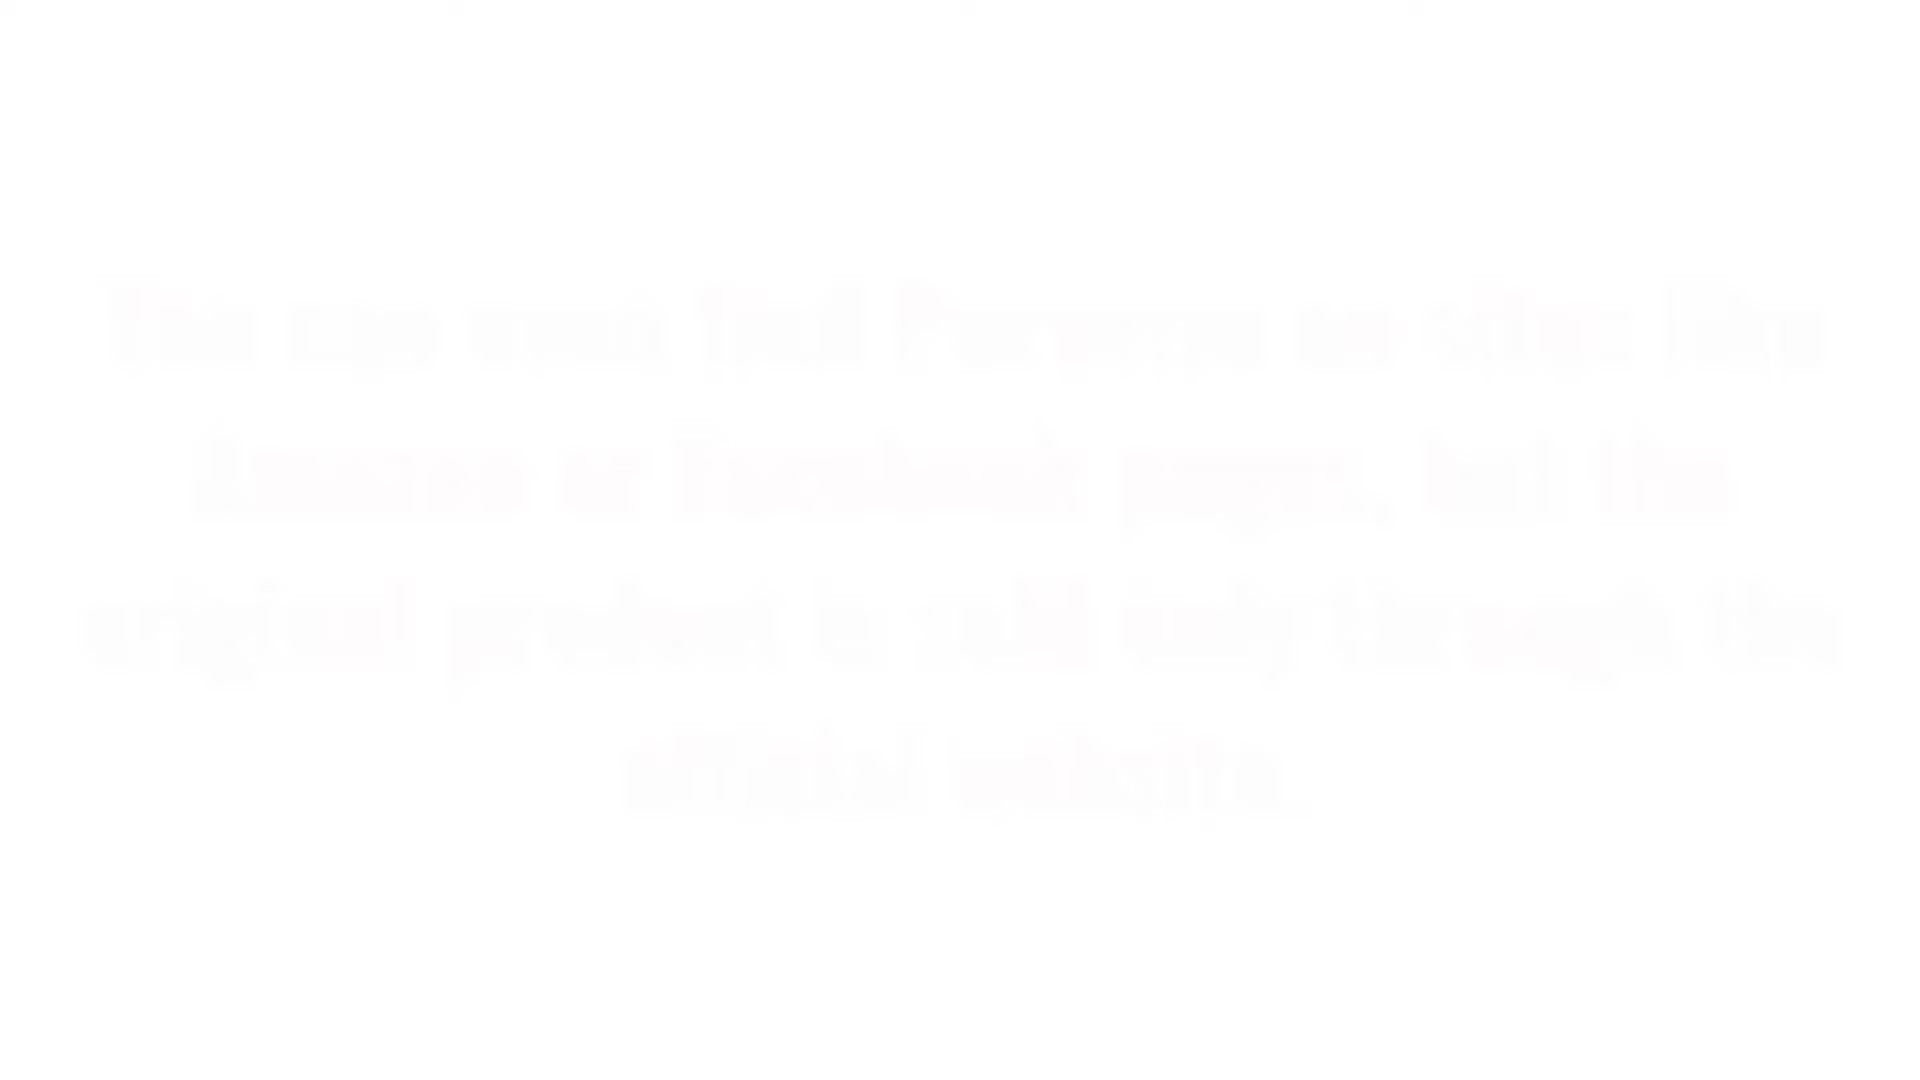 You can even find on sites like
Amazon or Facebook pages, but the
original product is sold only through the
official website.